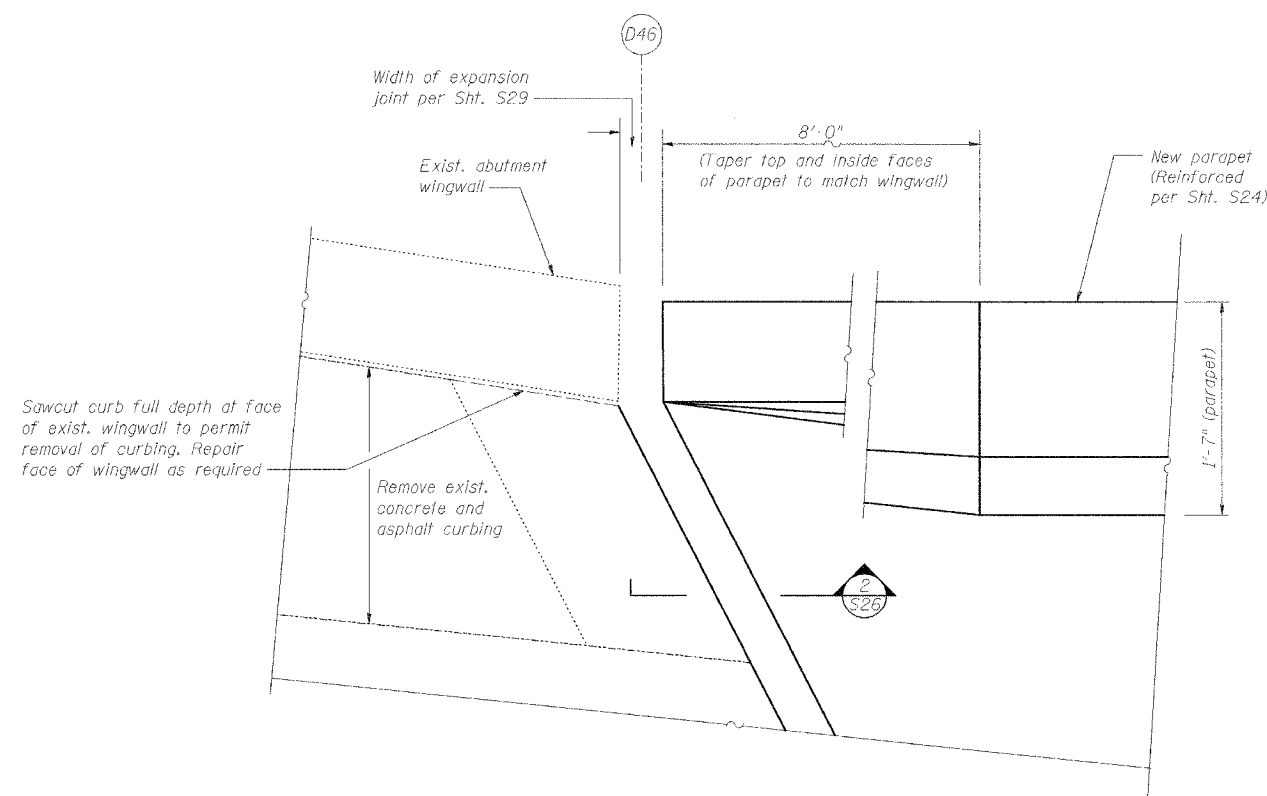 D46
Width of expansion
joint per Sht. S29
8'-0"
(Taper top and inside faces
of parapet to match wingwall)
New parapet
(Reinforced
per Sht. S24)
Exist. abutment
wingwall
1'-7" (parapet)
Sawcut curb full depth at face
of exist. wingwall to permit
removal of curbing. Repair
face of wingwall as required
Remove exist.
concrete and
asphalt curbing
2
S26